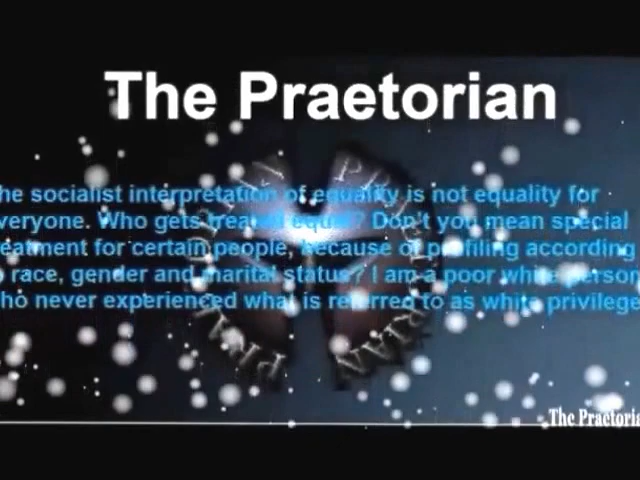 The Praetorian
he socialist interpretation of equality is not equality for
veryone. Who gets treated equal? Don't you mean special
eatment for certain people, because of profiling according
o race, gender and marital status? I am a poor white person
ho never experienced what is referred to as white privilege
The Praetoria